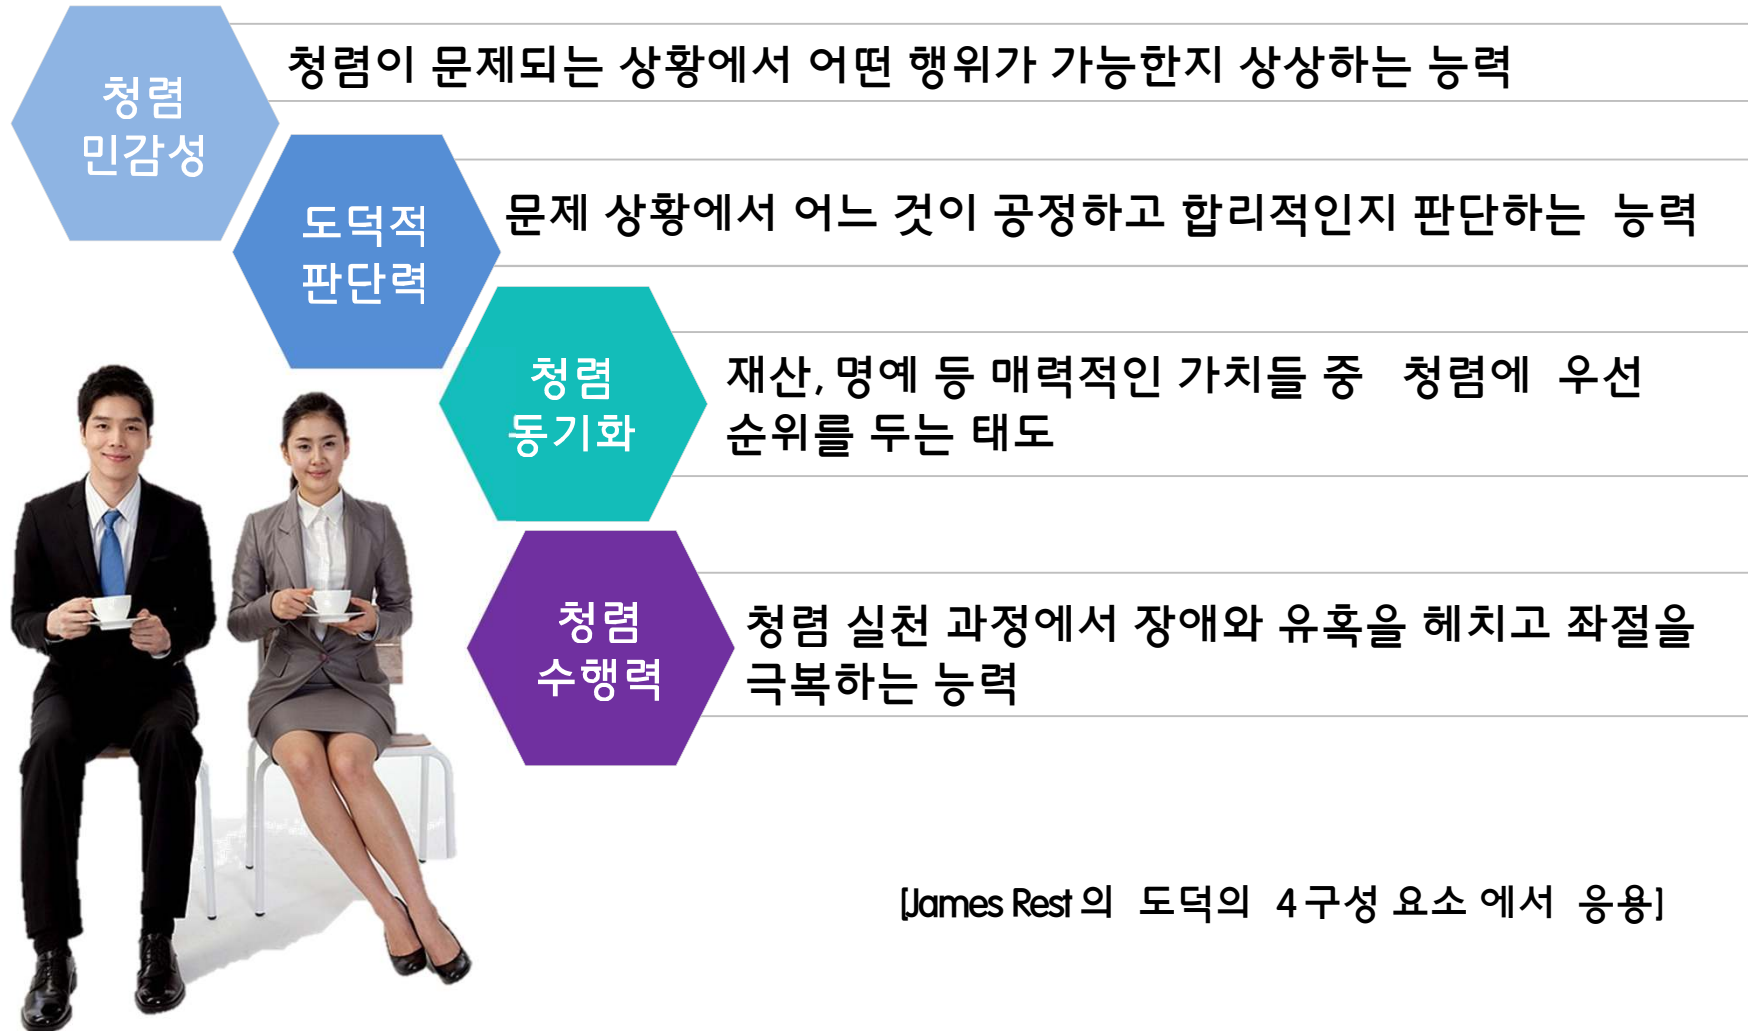 청렴
민감성
청렴이 문제되는 상황에서 어떤 행위가 가능한지 상상하는 능력
도덕적
판단력
문제 상황에서 어느 것이 공정하고 합리적인지 판단하는 능력
청렴
동기화
재산, 명예 등 매력적인 가치들 중 청렴에 우선
순위를 두는 태도
청렴
수행력
청렴 실천 과정에서 장애와 유혹을 헤치고 좌절을
극복하는 능력
[James Rest의 도덕의 4구성 요소 에서 응용]